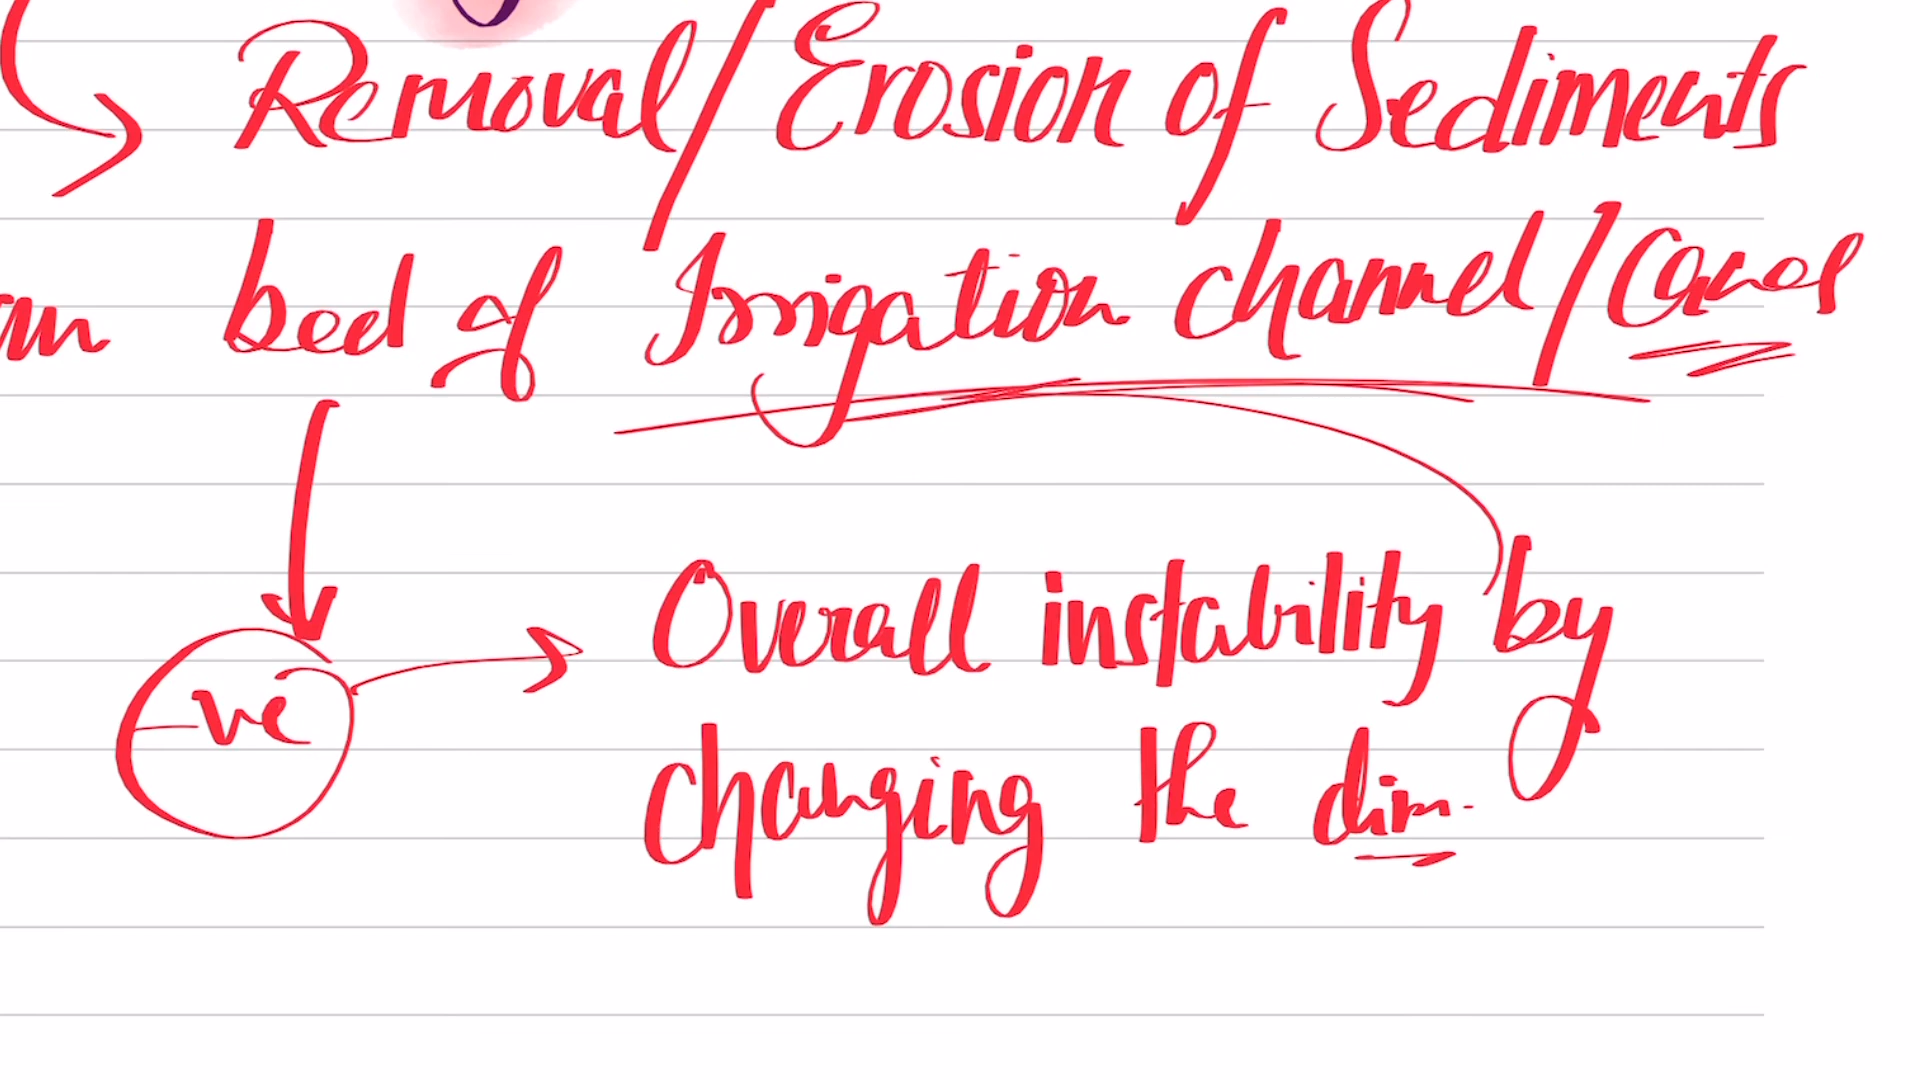 Removal/Erosion of Sediments
bed of Irrigation channel/Canal
-ve
Overall instability by
changing the dim.